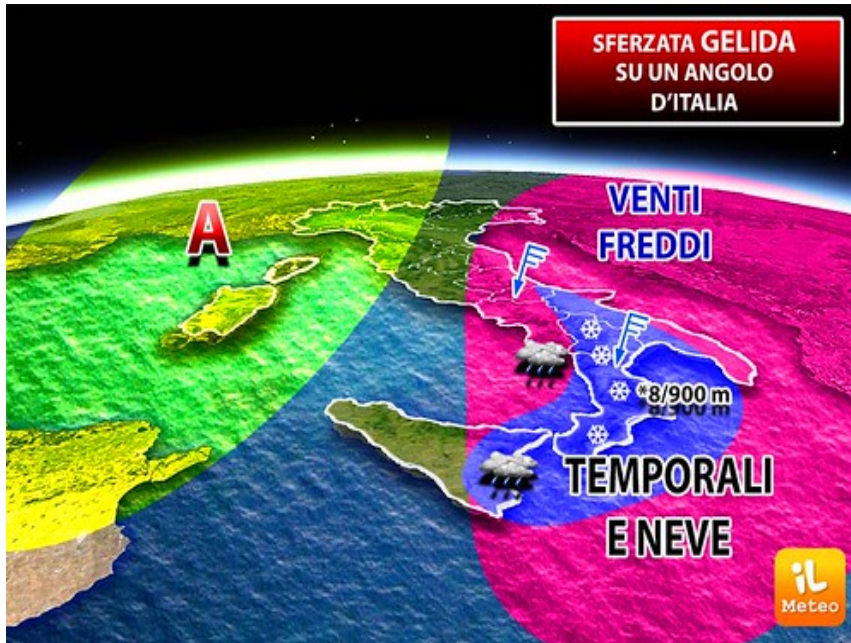 SFERZATA GELIDA
SU UN ANGOLO
D'ITALIA
VENTI
FREDDI
A
*8/900 m
TEMPORALI
E NEVE
iL
Meteo